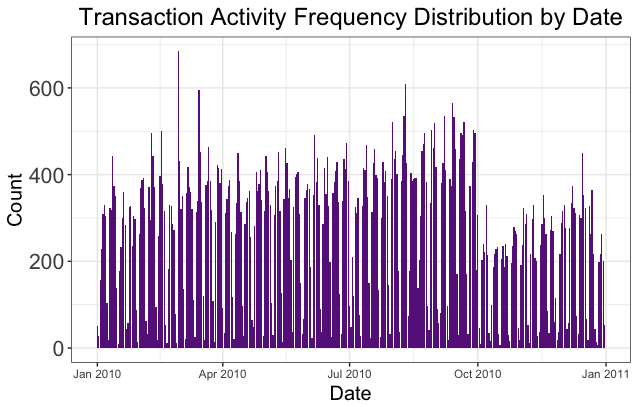 Transaction Activity Frequency Distribution by Date
Count
600
400
200
0
Jan 2010
Apr 2010
Jul 2010
Oct 2010
Jan 2011
Date